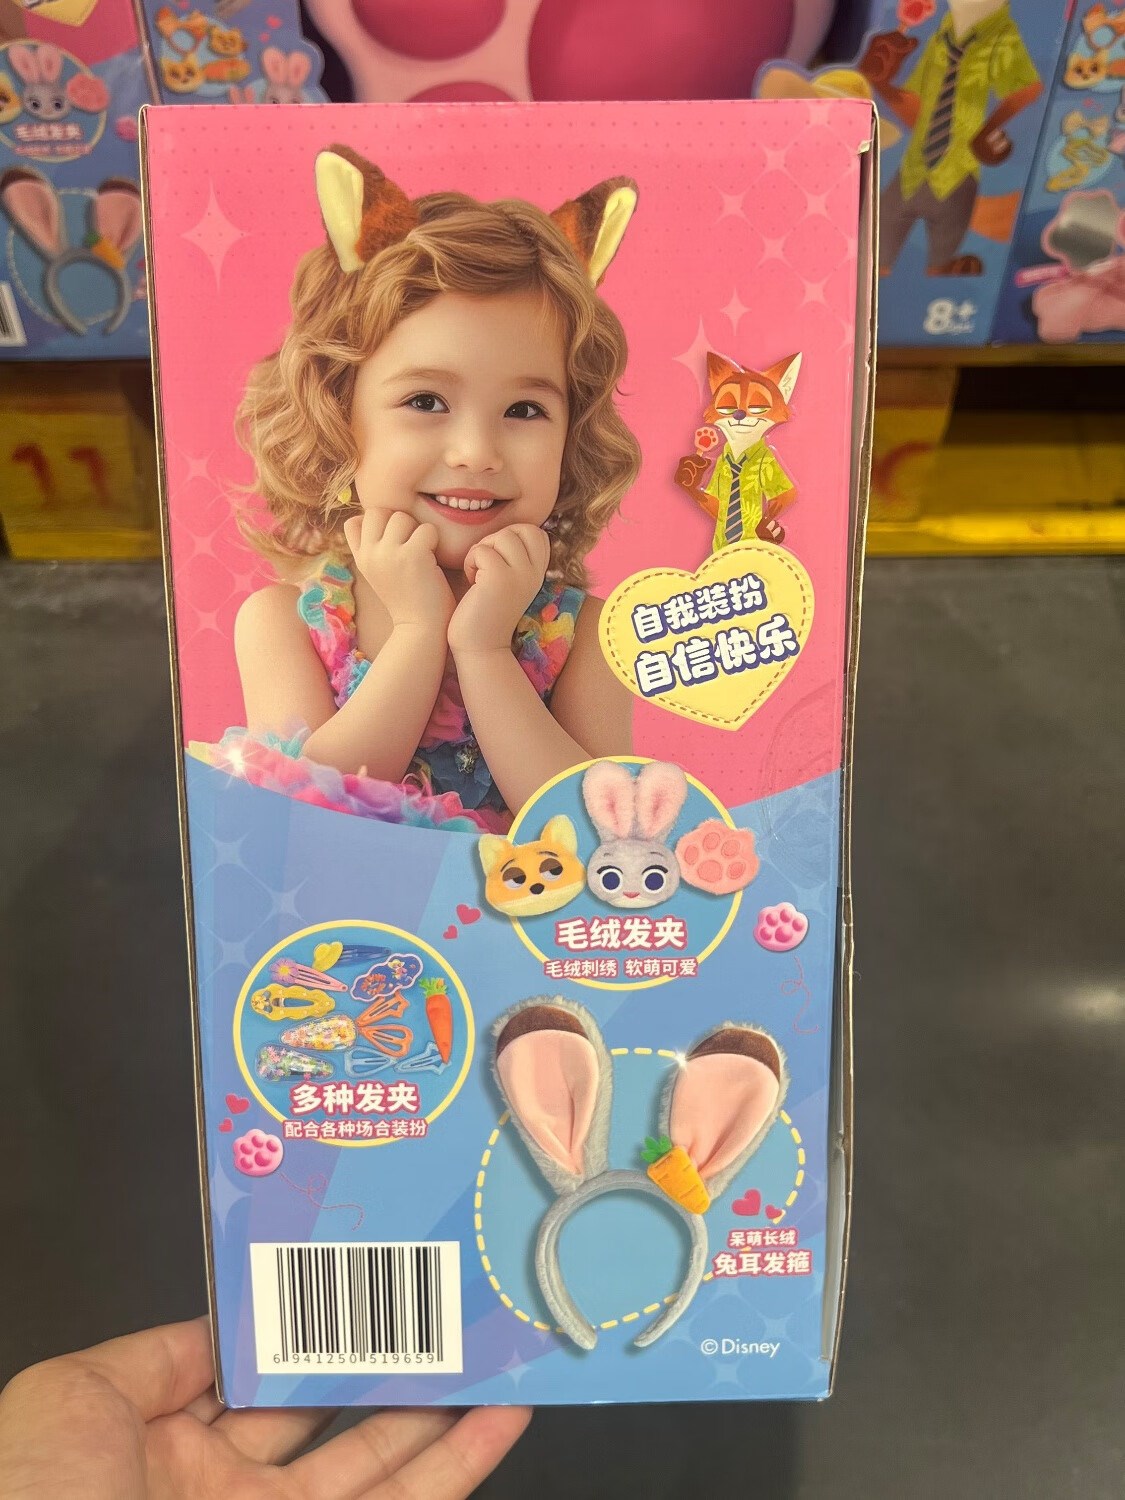 毛绒发夹
11
8+
自我装扮
自信快乐
毛绒发夹
毛绒刺绣 软萌可爱
多种发夹
配合各种场合装扮
呆萌长绒
兔耳发箍
©Disney
6 941250 519659